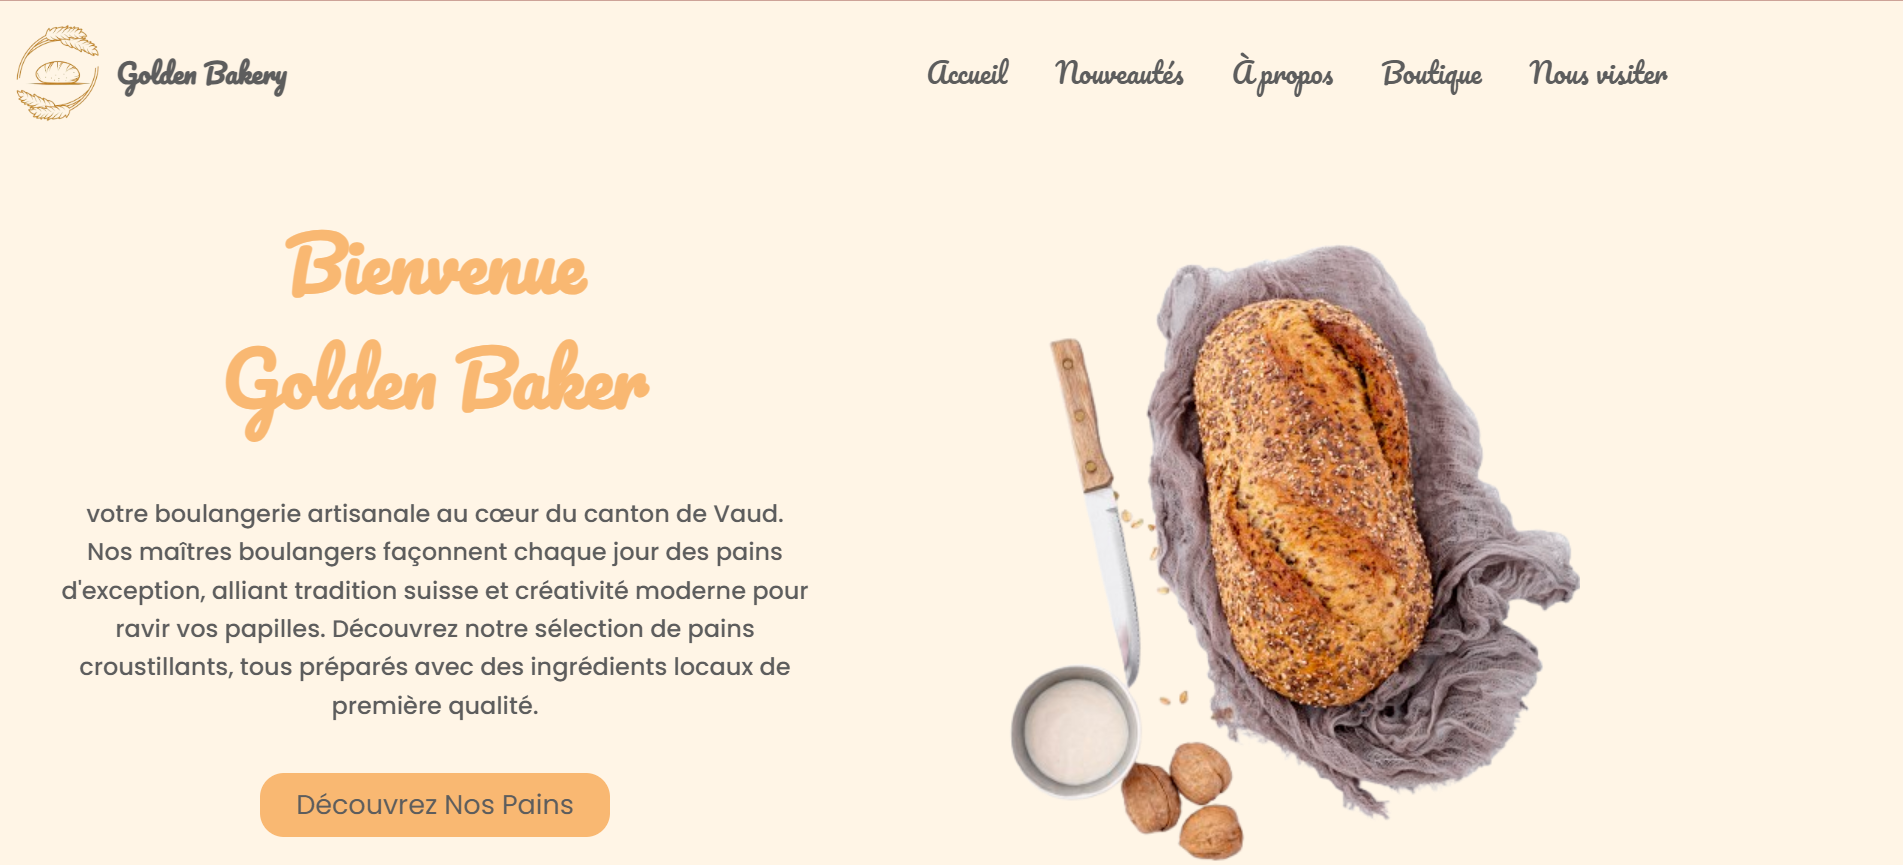 Golden Bakery
Accueil Nouveautés À propos Boutique Nous visiter
Bienvenue
Golden Baker
votre boulangerie artisanale au cœur du canton de Vaud.
Nos maîtres boulangers façonnent chaque jour des pains
d'exception, alliant tradition suisse et créativité moderne pour
ravir vos papilles. Découvrez notre sélection de pains
croustillants, tous préparés avec des ingrédients locaux de
première qualité.
Découvrez Nos Pains